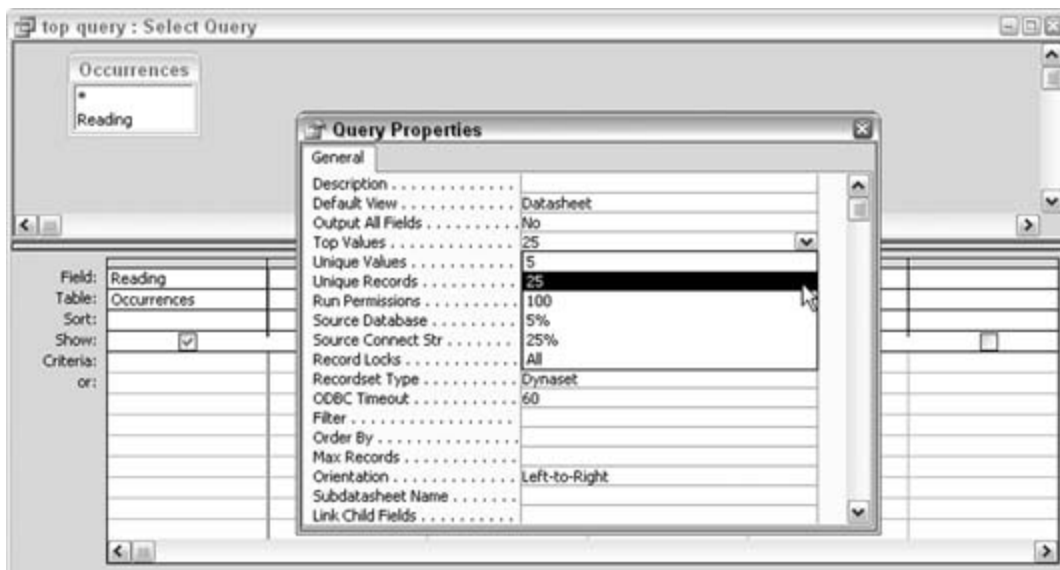 top query : Select Query
Occurrences
*
Reading
Query Properties
General
Description . . . . . . . . . . . . .
Default View . . . . . . . . . . . . Datasheet
Output All Fields . . . . . . . . . . No
Top Values . . . . . . . . . . . . . 25
Unique Values . . . . . . . . . . . 5
Unique Records . . . . . . . . . . 25
Run Permissions . . . . . . . . . 100
Source Database . . . . . . . . . 5%
Source Connect Str . . . . . . . 25%
Record Locks . . . . . . . . . . . . All
Recordset Type . . . . . . . . . . Dynaset
ODBC Timeout . . . . . . . . . . . 60
Filter . . . . . . . . . . . . . . . . . .
Order By . . . . . . . . . . . . . . .
Max Records . . . . . . . . . . . .
Orientation . . . . . . . . . . . . . Left-to-Right
Subdatasheet Name . . . . . . .
Link Child Fields . . . . . . . . . .
Field: Reading
Table: Occurrences
Sort:
Show:
Criteria:
or: